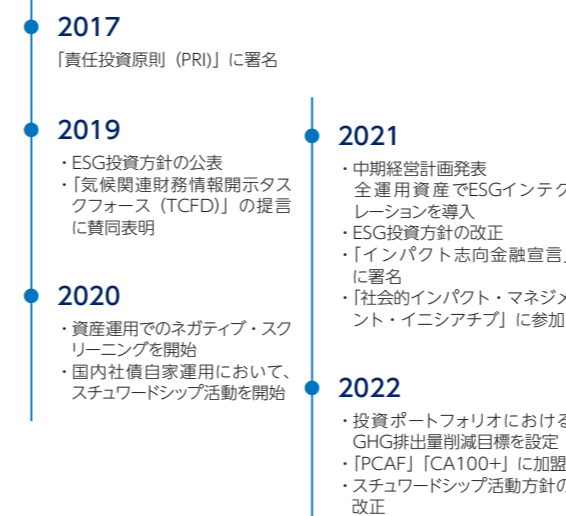 2017
「責任投資原則（PRI)」に署名
2019
・ESG投資方針の公表
・「気候関連財務情報開示タス
クフォース（TCFD)」の提言
に賛同表明
2020
・資産運用でのネガティブ・スク
リーニングを開始
・国内社債自家運用において、
スチュワードシップ活動を開始
2021
・中期経営計画発表
全運用資産でESGインテグ
レーションを導入
・ESG投資方針の改正
・「インパクト志向金融宣言」
に署名
・「社会的インパクト・マネジメ
ント・イニシアチブ」に参加
2022
・投資ポートフォリオにおける
GHG排出量削減目標を設定
・「PCAF」「CA100+」に加盟
・スチュワードシップ活動方針の
改正